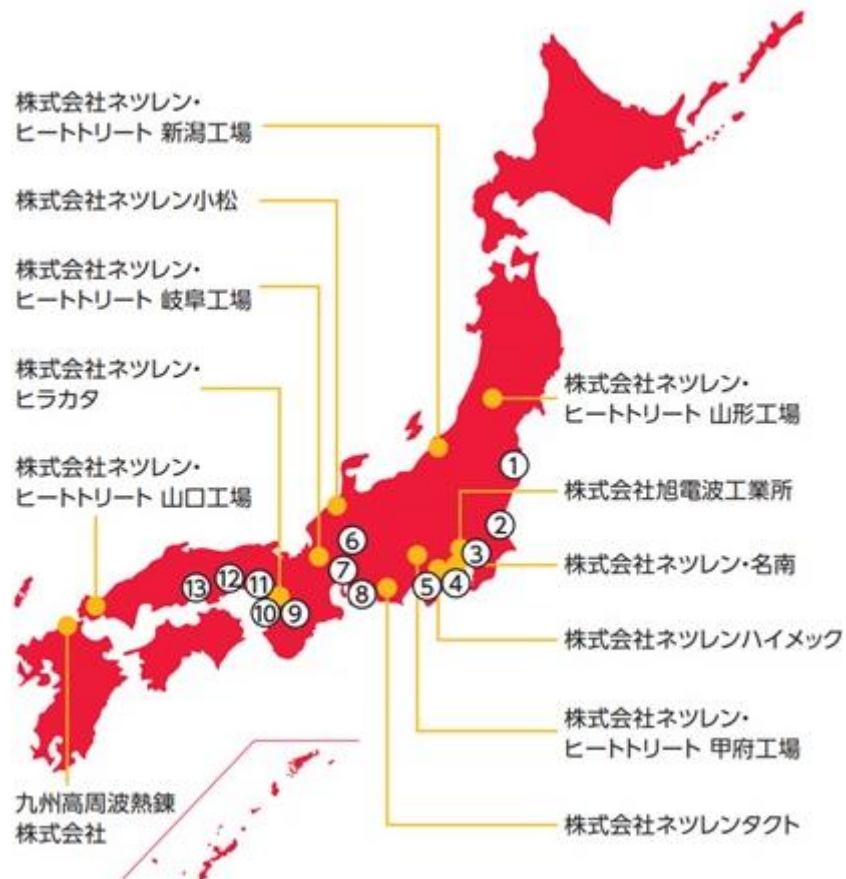 株式会社ネツレン・
ヒートトリート 新潟工場
株式会社ネツレン小松
株式会社ネツレン・
ヒートトリート 岐阜工場
株式会社ネツレン・
ヒラカタ
株式会社ネツレン・
ヒートトリート 山口工場
九州高周波熱錬
株式会社
株式会社ネツレン・
ヒートトリート 山形工場
株式会社旭電波工業所
株式会社ネツレン・名南
株式会社ネツレンハイメック
株式会社ネツレン・
ヒートトリート 甲府工場
株式会社ネツレンタクト
①
②
③
④
⑤
⑥
⑦
⑧
⑨
⑩
⑪
⑫
⑬